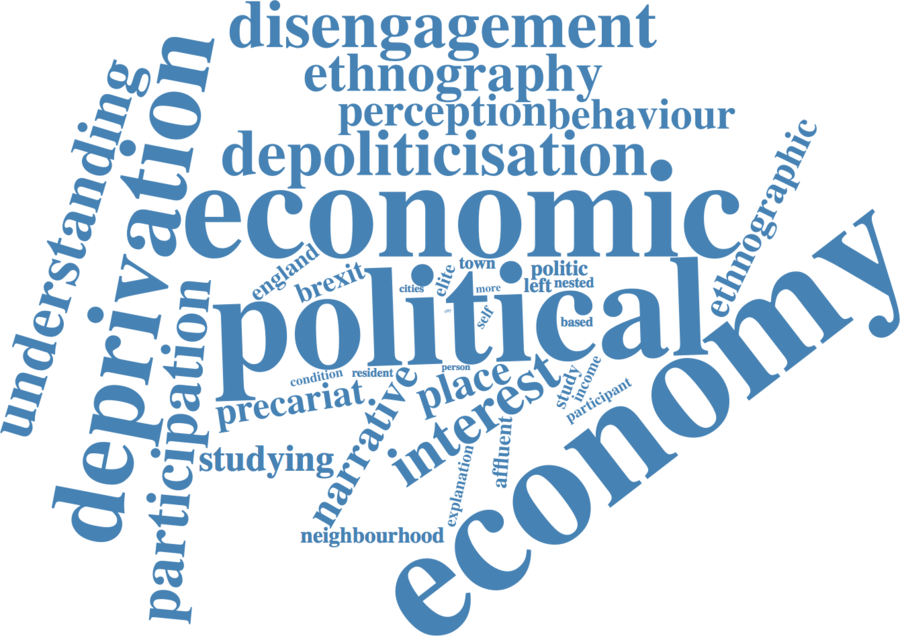 disengagement
ethnography
perception
behaviour
depoliticisation
understanding
deprivation
economic
ethnographic
england
brexit
cities
elite
town
more
politic
left
nested
self
based
political
economy
participation
condition
resident
person
precariat
narrative
place
interest
study
income
participant
studying
explanation
affluent
neighbourhood